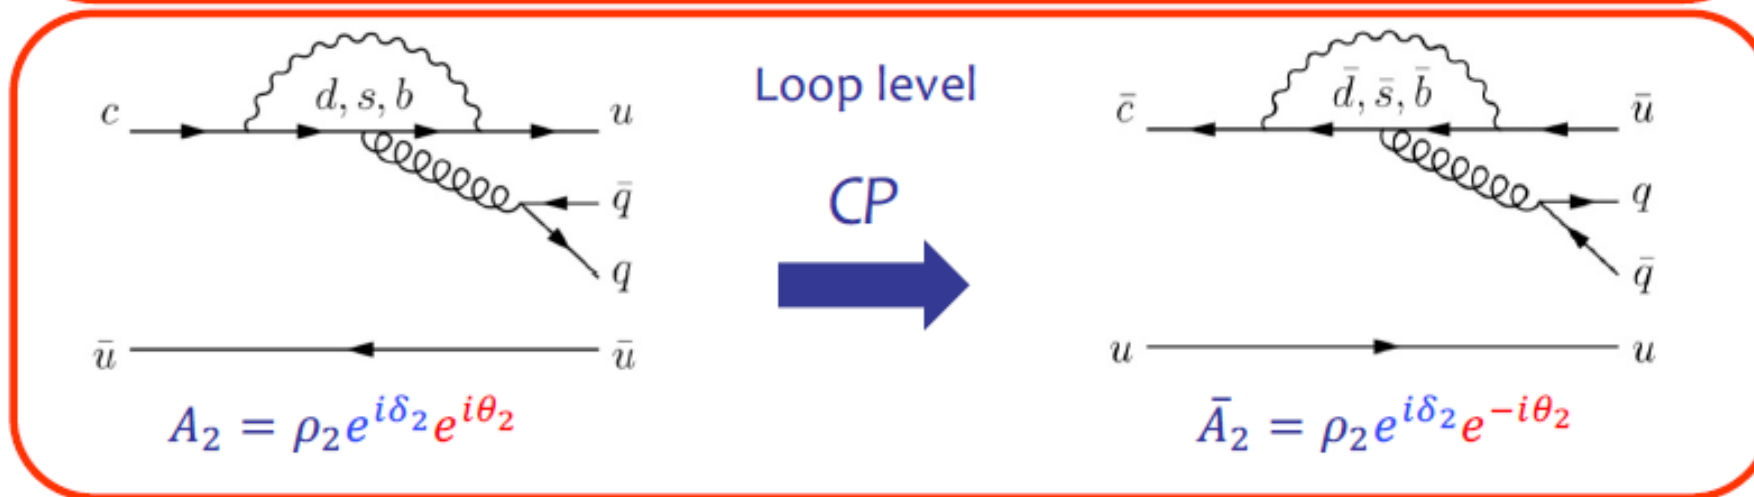 Loop level
CP
c
d, s, b
u
q̄
q
ū
ū
A₂ = ρ₂e^{iδ₂}e^{iθ₂}
c̄
d̄, s̄, b̄
ū
q
q̄
u
u
Ā₂ = ρ₂e^{iδ₂}e^{-iθ₂}